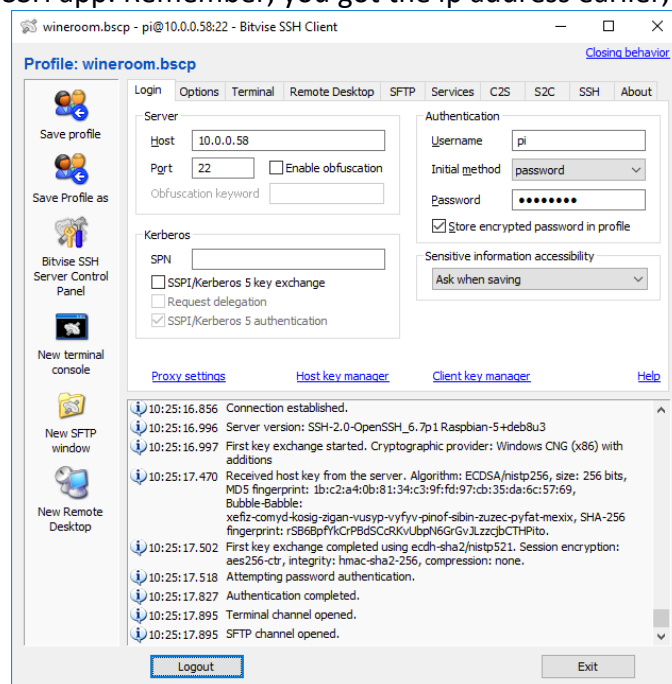 SSH app. Remember, you got the ip address earlier,
wineroom.bscp - pi@10.0.0.58:22 - Bitvise SSH Client
Profile: wineroom.bscp
Closing behavior
Save profile
Save Profile as
Bitvise SSH
Server Control
Panel
New terminal
console
New SFTP
window
New Remote
Desktop
Login Options Terminal Remote Desktop SFTP Services C2S S2C SSH About
Server
Host 10.0.0.58
Port 22 Enable obfuscation
Obfuscation keyword
Kerberos
SPN
SSPI/Kerberos 5 key exchange
Request delegation
SSPI/Kerberos 5 authentication
Authentication
Username pi
Initial method password
Password ●●●●●●●●
Store encrypted password in profile
Sensitive information accessibility
Ask when saving
Proxy settings Host key manager Client key manager Help
10:25:16.856 Connection established.
10:25:16.996 Server version: SSH-2.0-OpenSSH_6.7p1 Raspbian-5+deb8u3
10:25:16.997 First key exchange started. Cryptographic provider: Windows CNG (x86) with
additions
10:25:17.470 Received host key from the server. Algorithm: ECDSA/nistp256, size: 256 bits,
MD5 fingerprint: 1b:c2:a4:0b:81:34:c3:9f:fd:97:cb:35:da:6c:57:69,
Bubble-Babble:
xefiz-comyd-kosig-zigan-vusyp-vyfyv-pinof-sibin-zuzec-pyfat-mexix, SHA-256
fingerprint: rSB6BpfYkCrPBdSCcRKvUbpN6GrGvJLzzcjbCTHPito.
10:25:17.502 First key exchange completed using ecdh-sha2/nistp521. Session encryption:
aes256-ctr, integrity: hmac-sha2-256, compression: none.
10:25:17.518 Attempting password authentication.
10:25:17.827 Authentication completed.
10:25:17.895 Terminal channel opened.
10:25:17.895 SFTP channel opened.
Logout Exit